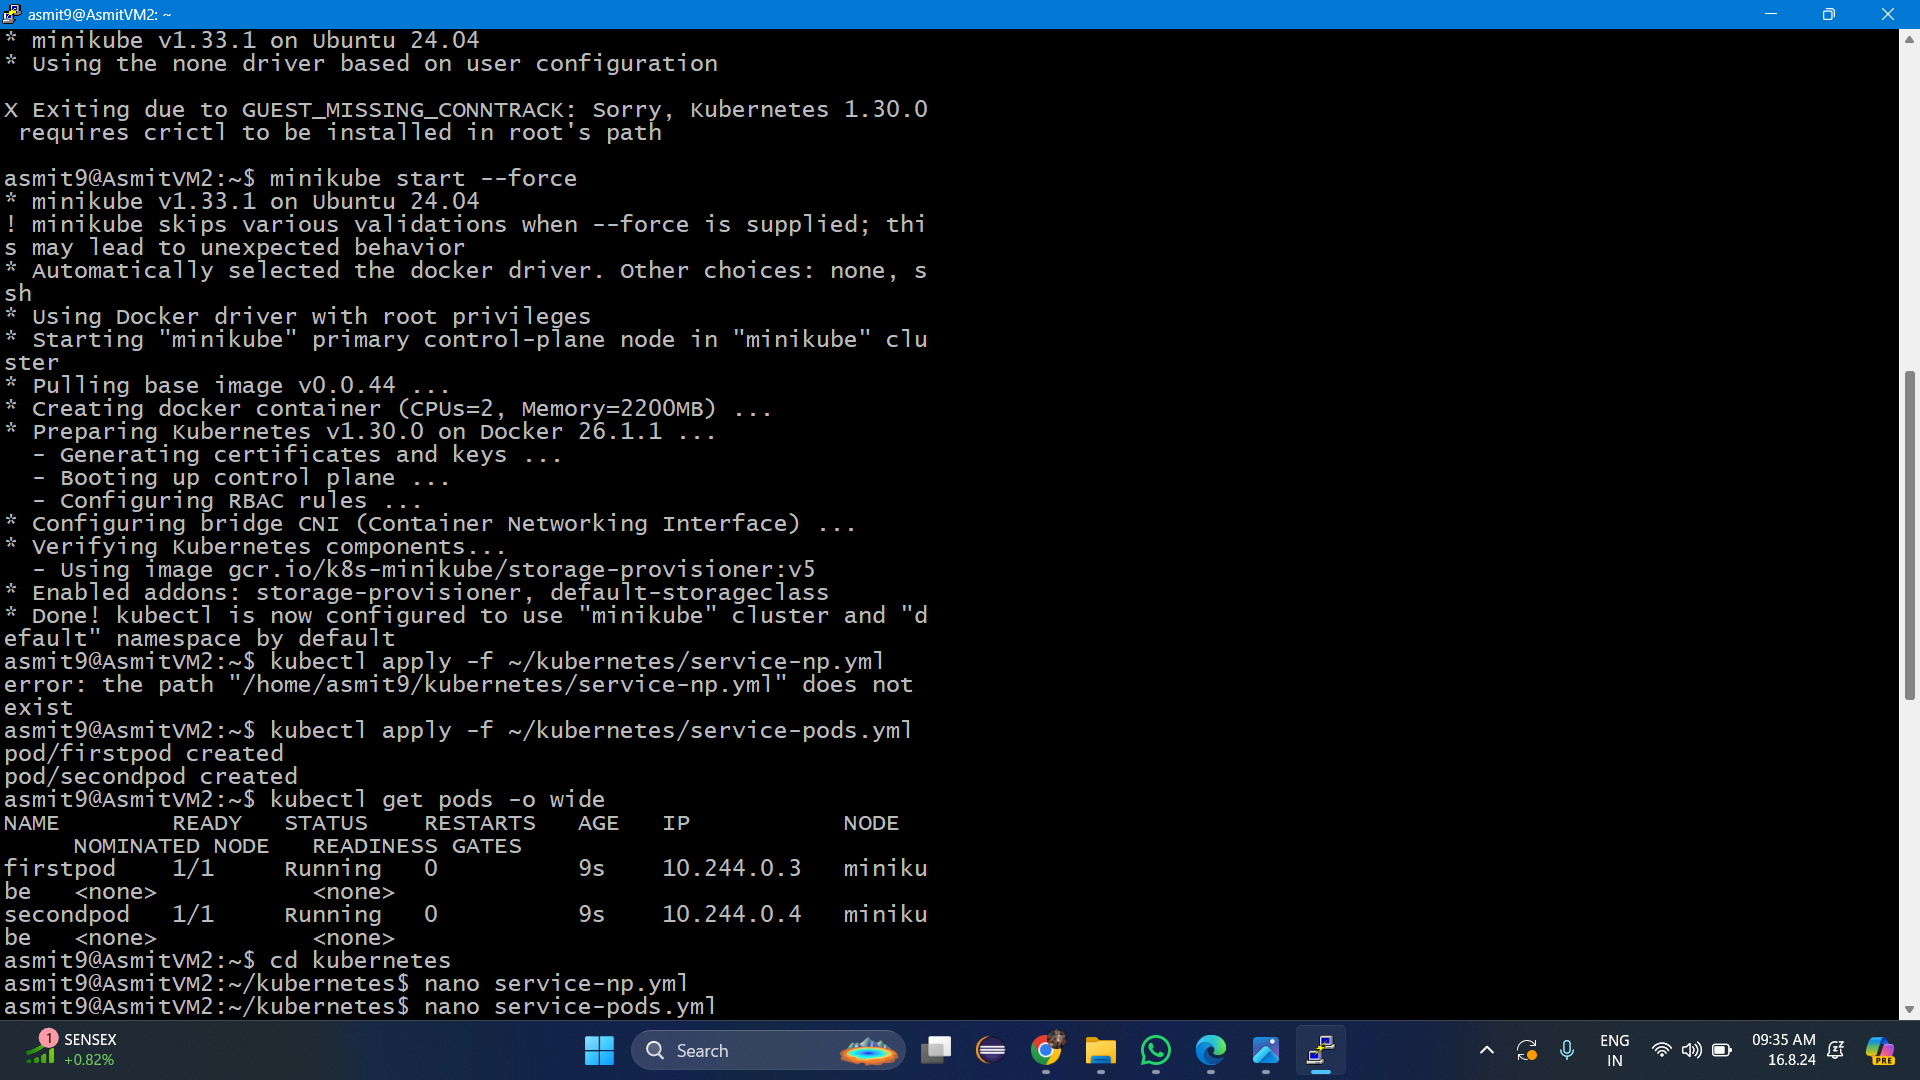 asmit9@AsmitVM2: ~
* minikube v1.33.1 on Ubuntu 24.04
* Using the none driver based on user configuration
X Exiting due to GUEST_MISSING_CONNTRACK: Sorry, Kubernetes 1.30.0
 requires crictl to be installed in root's path
asmit9@AsmitVM2:~$ minikube start --force
* minikube v1.33.1 on Ubuntu 24.04
! minikube skips various validations when --force is supplied; thi
s may lead to unexpected behavior
* Automatically selected the docker driver. Other choices: none, s
sh
* Using Docker driver with root privileges
* Starting "minikube" primary control-plane node in "minikube" clu
ster
* Pulling base image v0.0.44 ...
* Creating docker container (CPUs=2, Memory=2200MB) ...
* Preparing Kubernetes v1.30.0 on Docker 26.1.1 ...
  - Generating certificates and keys ...
  - Booting up control plane ...
  - Configuring RBAC rules ...
* Configuring bridge CNI (Container Networking Interface) ...
* Verifying Kubernetes components...
  - Using image gcr.io/k8s-minikube/storage-provisioner:v5
* Enabled addons: storage-provisioner, default-storageclass
* Done! kubectl is now configured to use "minikube" cluster and "d
efault" namespace by default
asmit9@AsmitVM2:~$ kubectl apply -f ~/kubernetes/service-np.yml
error: the path "/home/asmit9/kubernetes/service-np.yml" does not
exist
asmit9@AsmitVM2:~$ kubectl apply -f ~/kubernetes/service-pods.yml
pod/firstpod created
pod/secondpod created
asmit9@AsmitVM2:~$ kubectl get pods -o wide
NAME        READY   STATUS    RESTARTS   AGE   IP           NODE
     NOMINATED NODE   READINESS GATES
firstpod    1/1     Running   0          9s    10.244.0.3   miniku
be   <none>           <none>
secondpod   1/1     Running   0          9s    10.244.0.4   miniku
be   <none>           <none>
asmit9@AsmitVM2:~$ cd kubernetes
asmit9@AsmitVM2:~/kubernetes$ nano service-np.yml
asmit9@AsmitVM2:~/kubernetes$ nano service-pods.yml
1
SENSEX
+0.82%
Search
ENG
IN
09:35 AM
16.8.24
PRE